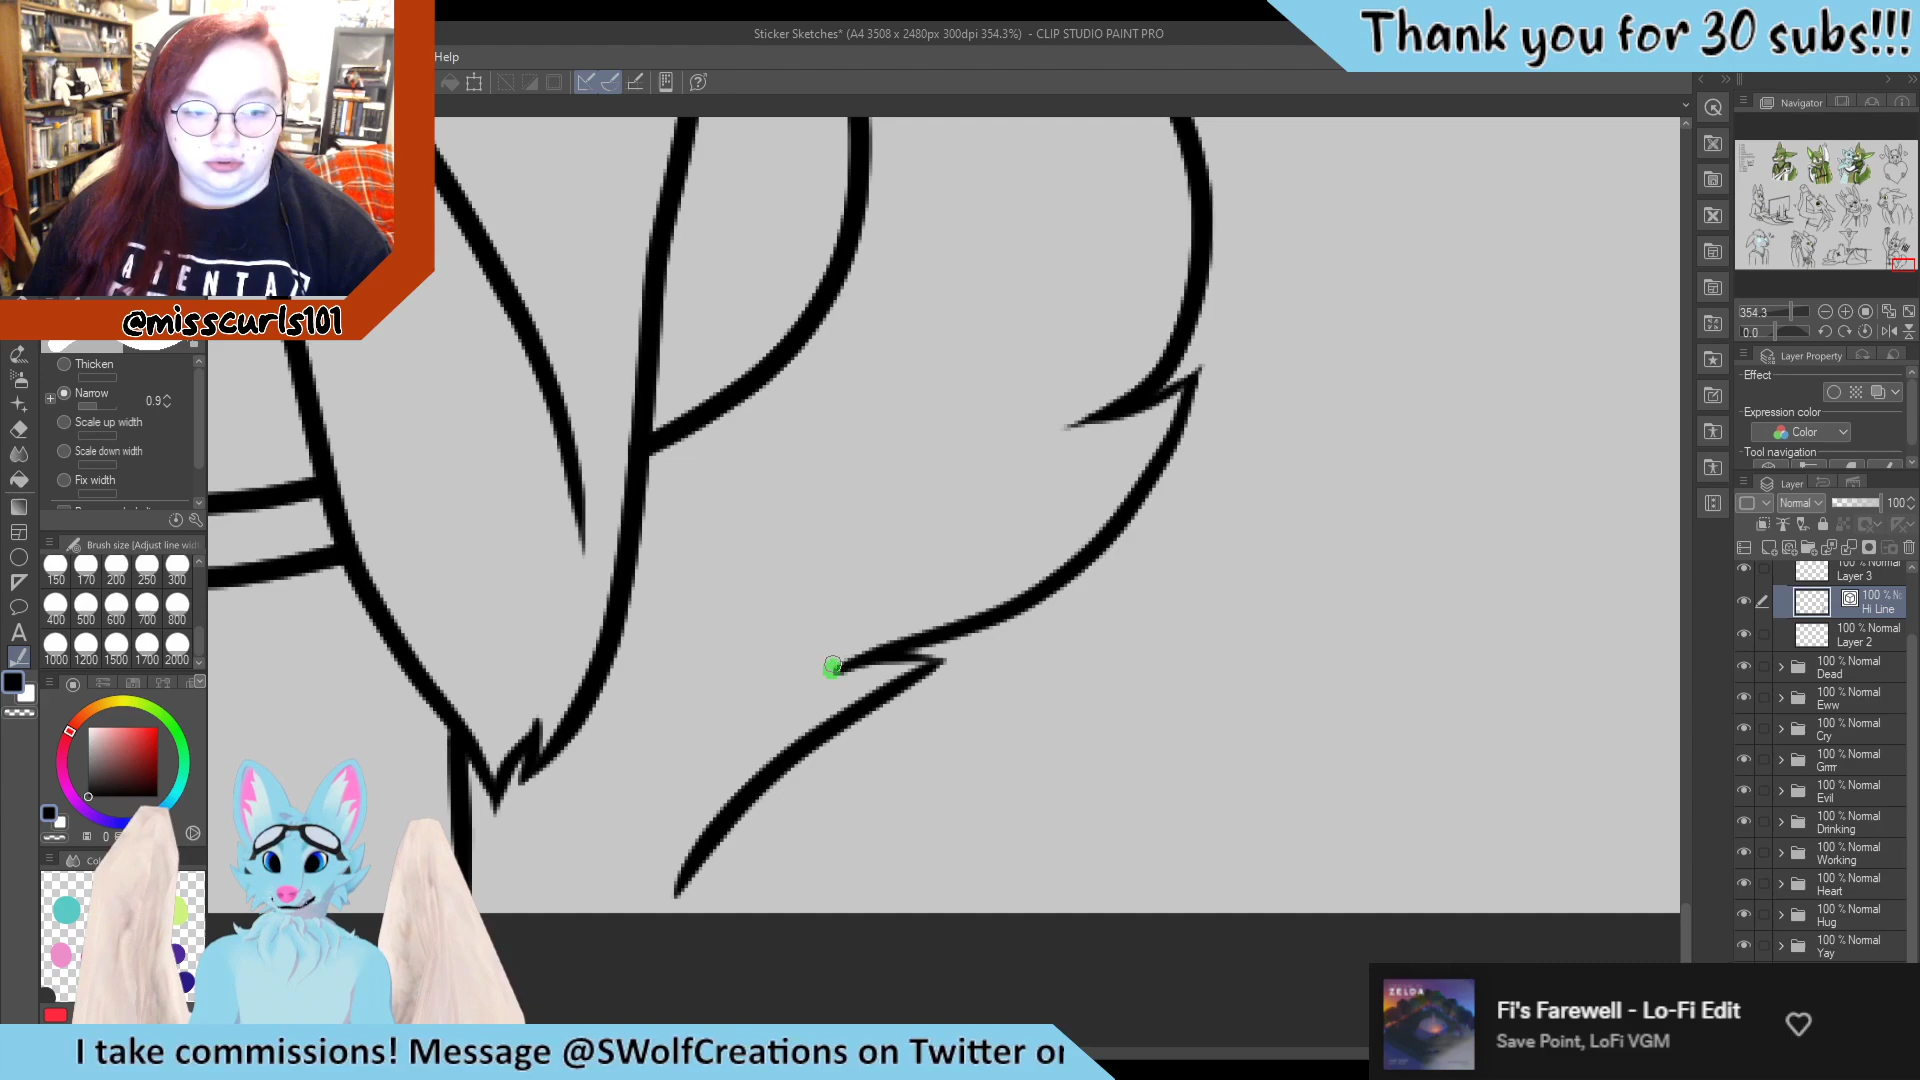 Sticker Sketches* (A4 3508 x 2480px 300dpi 354.3%) - CLIP STUDIO PAINT PRO
Thank you for 30 subs!!!
Help
Navigator
354.3
0.0
@misscurls101
Layer Property
Effect
Expression color
Color
Tool navigation
Thicken
Narrow
0.9
Scale up width
Scale down width
Fix width
Brush size [Adjust line wid
150 170 200 250 300
400 500 600 700 800
1000 1200 1500 1700 2000
0
Layer
Normal
100
Layer 3
Hi Line
100 % Normal
Layer 2
100 % Normal
Dead
100 % Normal
Eww
100 % Normal
Cry
100 % Normal
Grrr
100 % Normal
Evil
100 % Normal
Drinking
100 % Normal
Working
100 % Normal
Heart
100 % Normal
Hug
100 % Normal
Yay
ZELDA
Fi's Farewell - Lo-Fi Edit
Save Point, LoFi VGM
I take commissions! Message @SWolfCreations on Twitter or